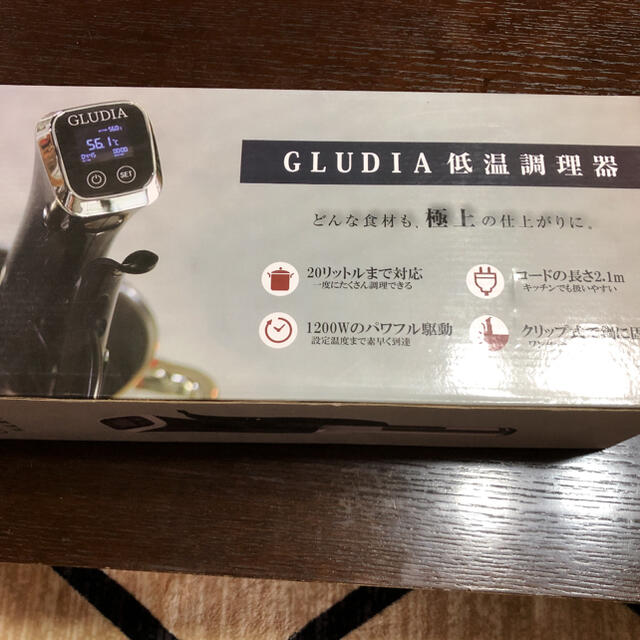 GLUDIA
56.1℃
SET
GLUDIA 低温調理器
どんな食材も、極上の仕上がりに。
20リットルまで対応
一度にたくさん調理できる
コードの長さ2.1m
キッチンでも扱いやすい
1200Wのパワフル駆動
設定温度まで素早く到達
クリップ式で鍋に固